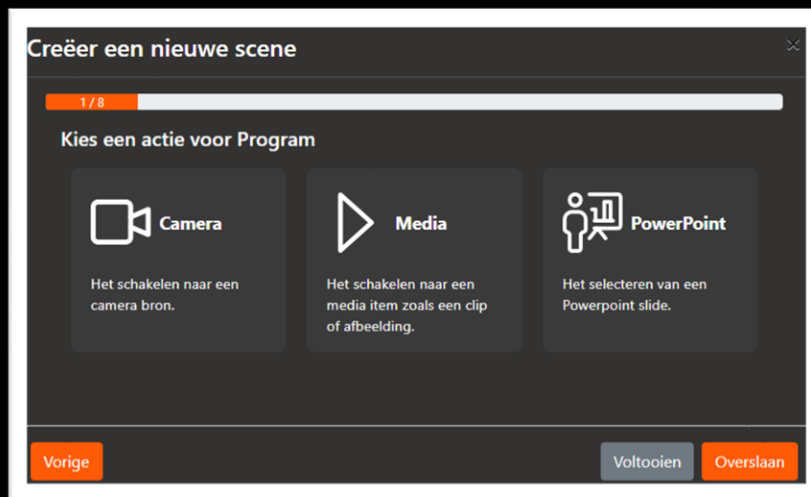 Creëer een nieuwe scene
1 / 8
Kies een actie voor Program
Camera
Het schakelen naar een
camera bron.
Media
Het schakelen naar een
media item zoals een clip
of afbeelding.
PowerPoint
Het selecteren van een
Powerpoint slide.
Vorige
Voltooien
Overslaan